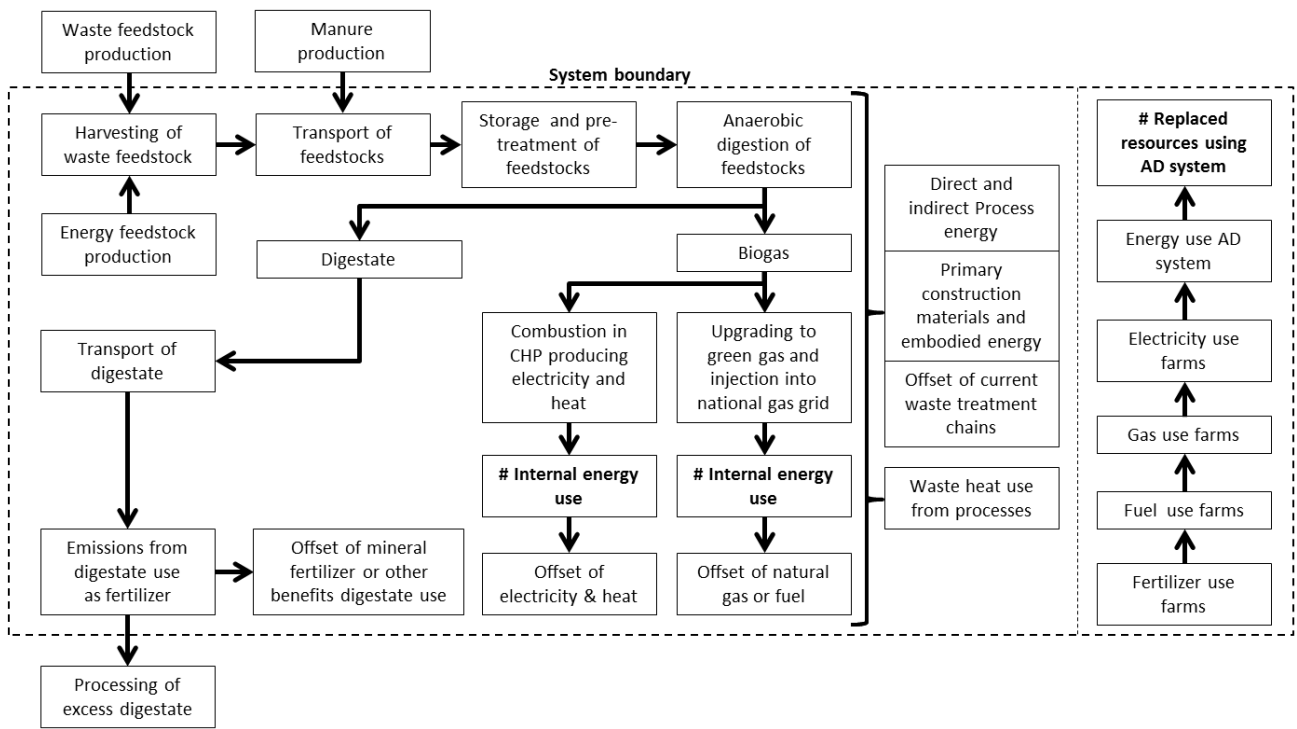 Waste feedstock
production
Manure
production
System boundary
Harvesting of
waste feedstock
Transport of
feedstocks
Storage and pre-
treatment of
feedstocks
Anaerobic
digestion of
feedstocks
Energy feedstock
production
Digestate
Biogas
Transport of
digestate
Combustion in
CHP producing
electricity and
heat
Upgrading to
green gas and
injection into
national gas grid
# Internal energy
use
# Internal energy
use
Emissions from
digestate use
as fertilizer
Offset of mineral
fertilizer or other
benefits digestate use
Offset of
electricity & heat
Offset of natural
gas or fuel
Processing of
excess digestate
Direct and
indirect Process
energy
Primary
construction
materials and
embodied energy
Offset of current
waste treatment
chains
Waste heat use
from processes
# Replaced
resources using
AD system
Energy use AD
system
Electricity use
farms
Gas use farms
Fuel use farms
Fertilizer use
farms